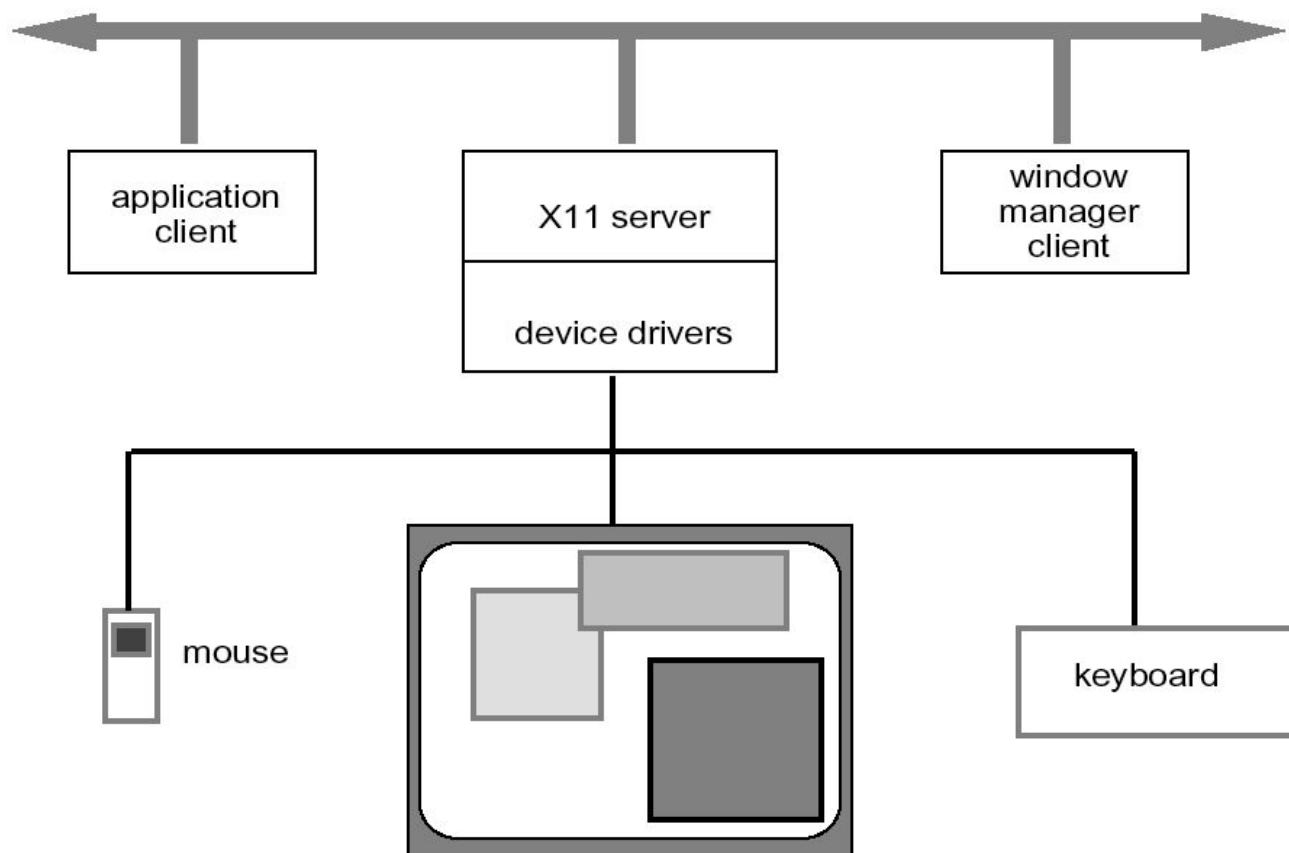 application
client
X11 server
window
manager
client
device drivers
mouse
keyboard